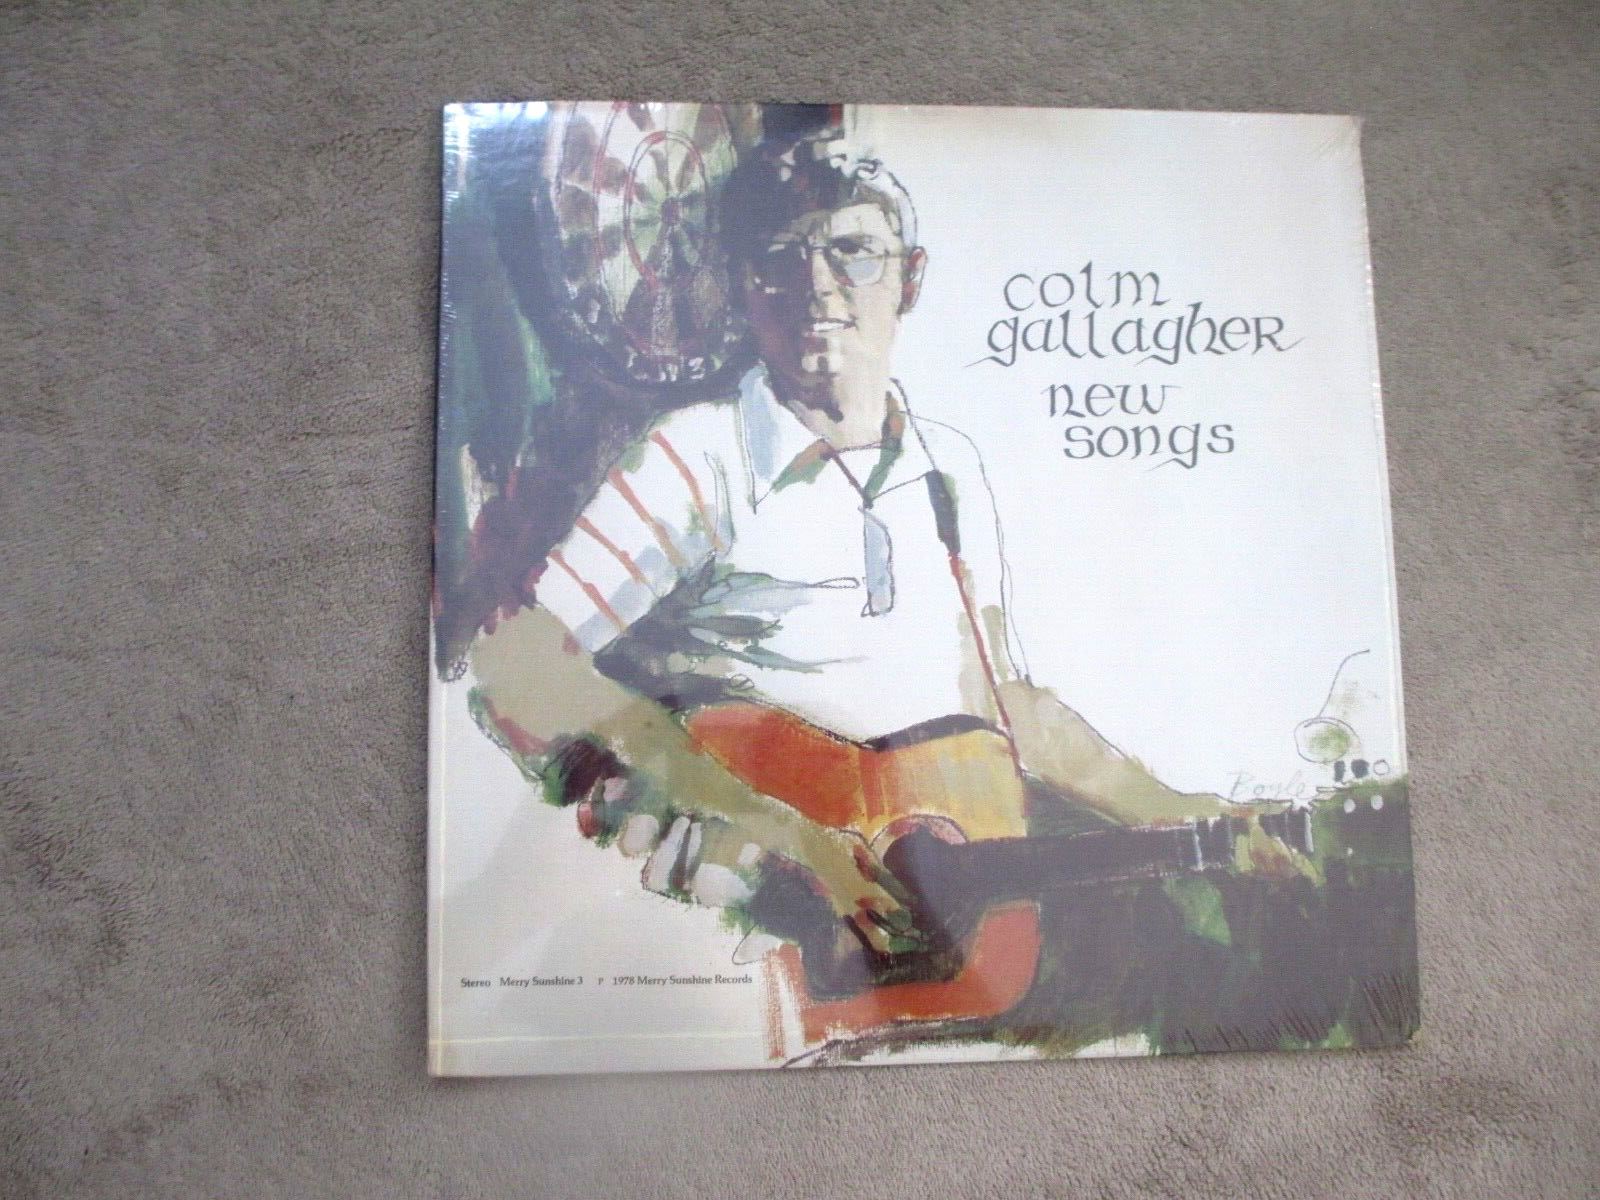 colm
gallagher
new
songs
Boyle
Stereo Merry Sunshine 3 P 1978 Merry Sunshine Records